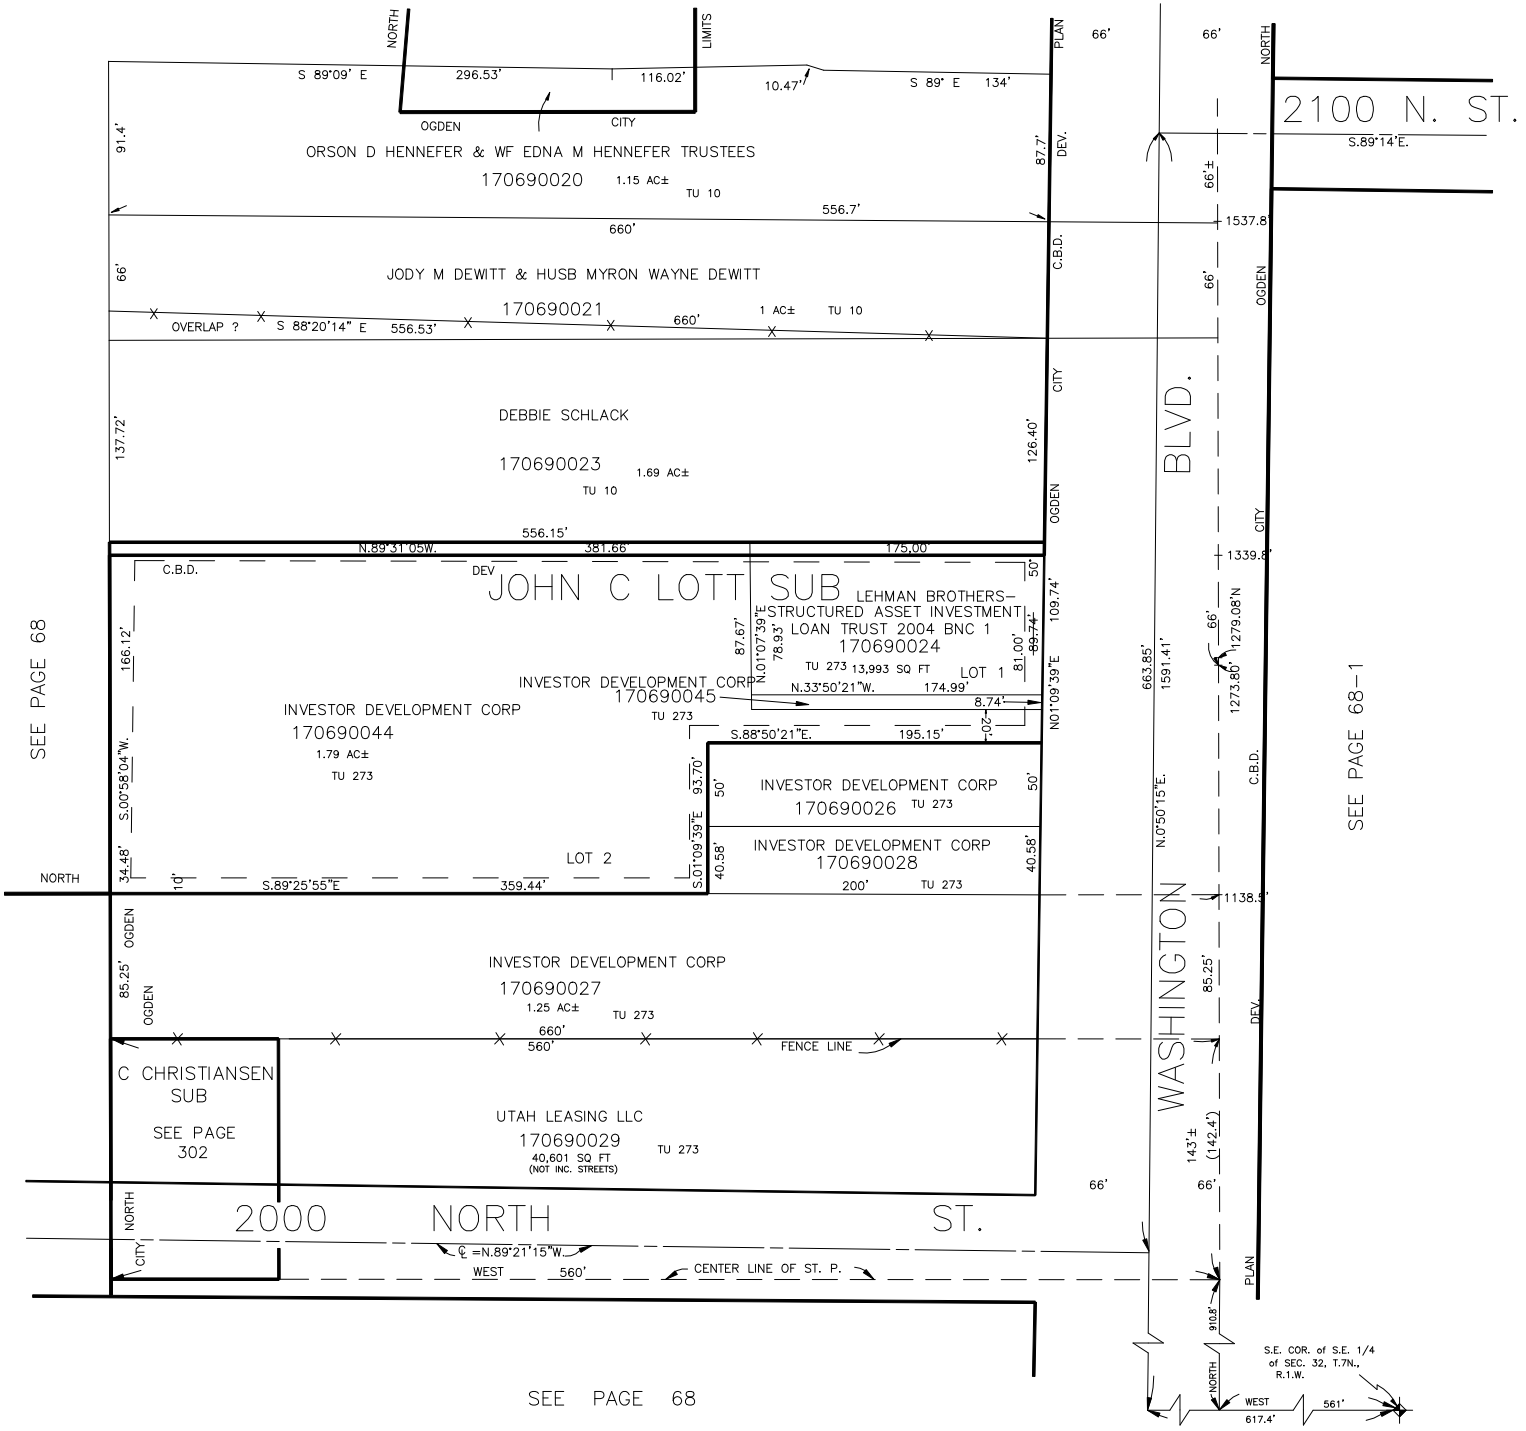 NORTH
LIMITS
PLAN
66'
66'
NORTH
S 89°09' E
296.53'
116.02'
10.47'
S 89° E
134'
2100 N. ST.
S.89°14'E.
OGDEN
CITY
91.4'
87.7'
DEV.
ORSON D HENNEFER & WF EDNA M HENNEFER TRUSTEES
170690020
1.15 AC±
TU 10
66'±
556.7'
660'
1537.8'
66'
C.B.D.
66'
OGDEN
JODY M DEWITT & HUSB MYRON WAYNE DEWITT
170690021
1 AC±
TU 10
OVERLAP ?
S 88°20'14" E
556.53'
660'
CITY
BLVD.
DEBBIE SCHLACK
137.72'
126.40'
170690023
1.69 AC±
TU 10
OGDEN
CITY
556.15'
N.89°31'05W.
381.66'
175,00'
1339.8'
C.B.D.
DEV
50'
JOHN C LOTT SUB
LEHMAN BROTHERS-
STRUCTURED ASSET INVESTMENT
LOAN TRUST 2004 BNC 1
170690024
TU 273
13,993 SQ FT
LOT 1
87.67'
N.01°07'39"E
78.93'
81.00'
89.74'
109.74'
N01°09'39"E
66'
1279.08'N
1273.80'
663.85'
1591.41'
SEE PAGE 68
166.12'
SEE PAGE 68-1
N.33°50'21"W.
174.99'
INVESTOR DEVELOPMENT CORP
170690045
TU 273
8.74'
20'
INVESTOR DEVELOPMENT CORP
170690044
1.79 AC±
TU 273
S.88°50'21"E.
195.15'
S.00°58'04"W.
93.70'
50'
50'
C.B.D.
INVESTOR DEVELOPMENT CORP
170690026
TU 273
N.0°50'15"E.
S.01°09'39"E
40.58'
40.58'
INVESTOR DEVELOPMENT CORP
170690028
LOT 2
34.48'
NORTH
10'
S.89°25'55"E
359.44'
200'
TU 273
1138.5'
OGDEN
WASHINGTON
INVESTOR DEVELOPMENT CORP
170690027
1.25 AC±
TU 273
85.25'
OGDEN
85.25'
DEV.
660'
560'
FENCE LINE
C CHRISTIANSEN
SUB
SEE PAGE
302
UTAH LEASING LLC
170690029
40,601 SQ FT
(NOT INC. STREETS)
TU 273
143'±
(142.4')
66'
66'
NORTH
2000 NORTH ST.
CITY
℄ =N.89°21'15"W.
WEST
560'
CENTER LINE OF ST. P.
PLAN
910.8'
S.E. COR. of S.E. 1/4
of SEC. 32, T.7N.,
R.1.W.
NORTH
SEE PAGE 68
WEST
617.4'
561'